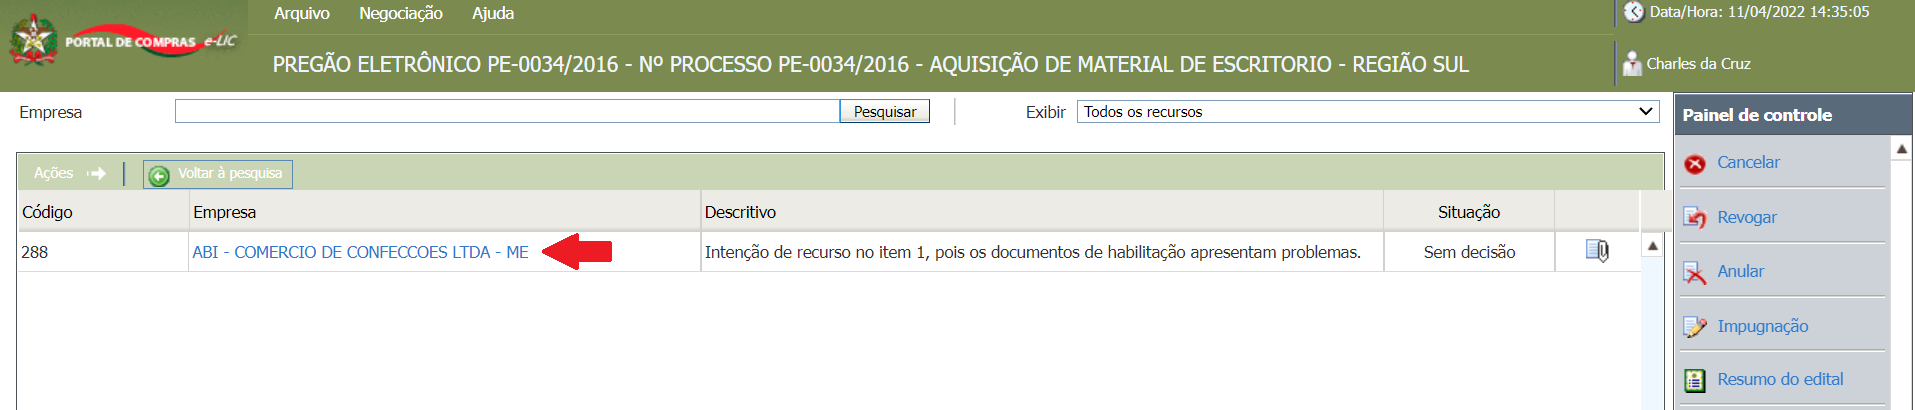 Arquivo Negociação Ajuda
Data/Hora: 11/04/2022 14:35:05
PORTAL DE COMPRAS e-LIC
PREGÃO ELETRÔNICO PE-0034/2016 - Nº PROCESSO PE-0034/2016 - AQUISIÇÃO DE MATERIAL DE ESCRITORIO - REGIÃO SUL
Charles da Cruz
Empresa Pesquisar Exibir Todos os recursos
Painel de controle
Ações Voltar à pesquisa
Cancelar
Código Empresa Descritivo Situação
Revogar
288 ABI - COMERCIO DE CONFECCOES LTDA - ME Intenção de recurso no item 1, pois os documentos de habilitação apresentam problemas. Sem decisão
Anular
Impugnação
Resumo do edital